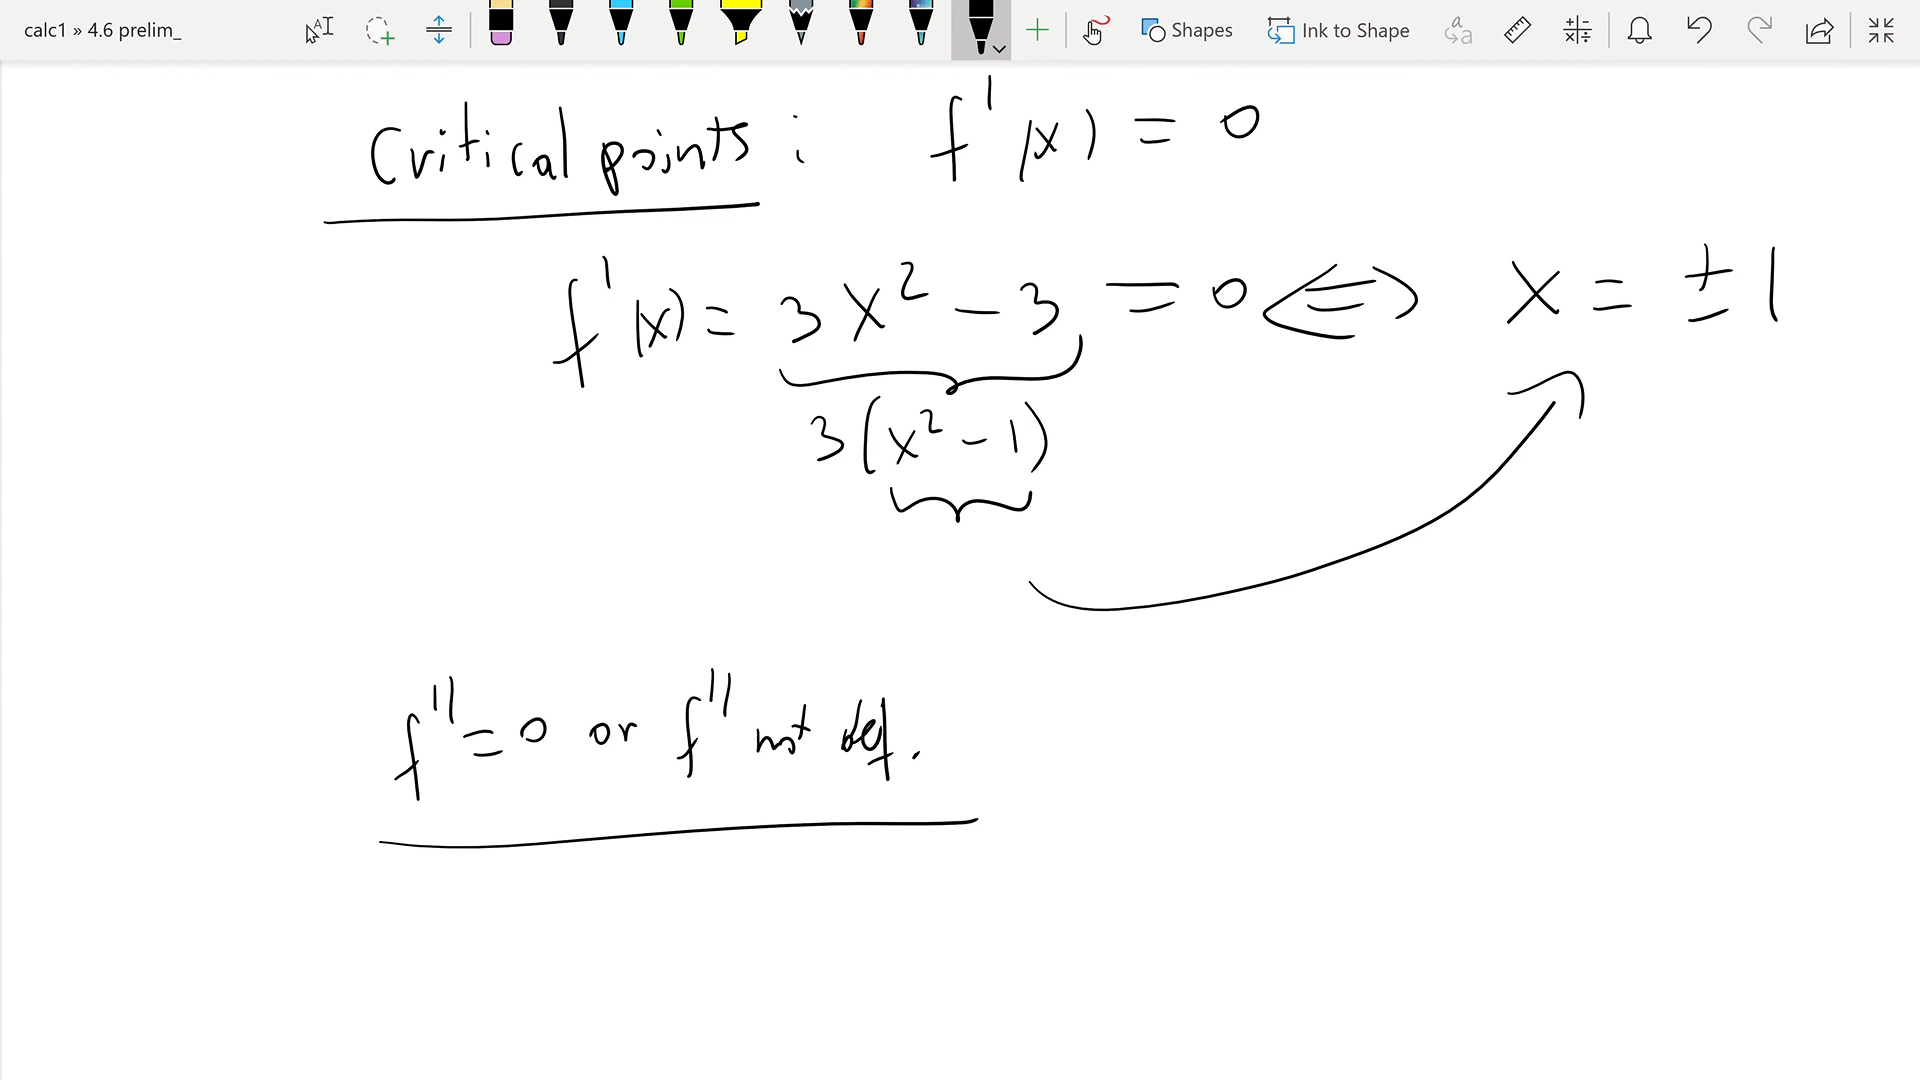 calc1 » 4.6 prelim_
Shapes
Ink to Shape
Critical points : f'(x) = 0
f'(x) = 3x² - 3 = 0 <=> x = ± 1
3(x² - 1)
f'' = 0 or f'' not def.